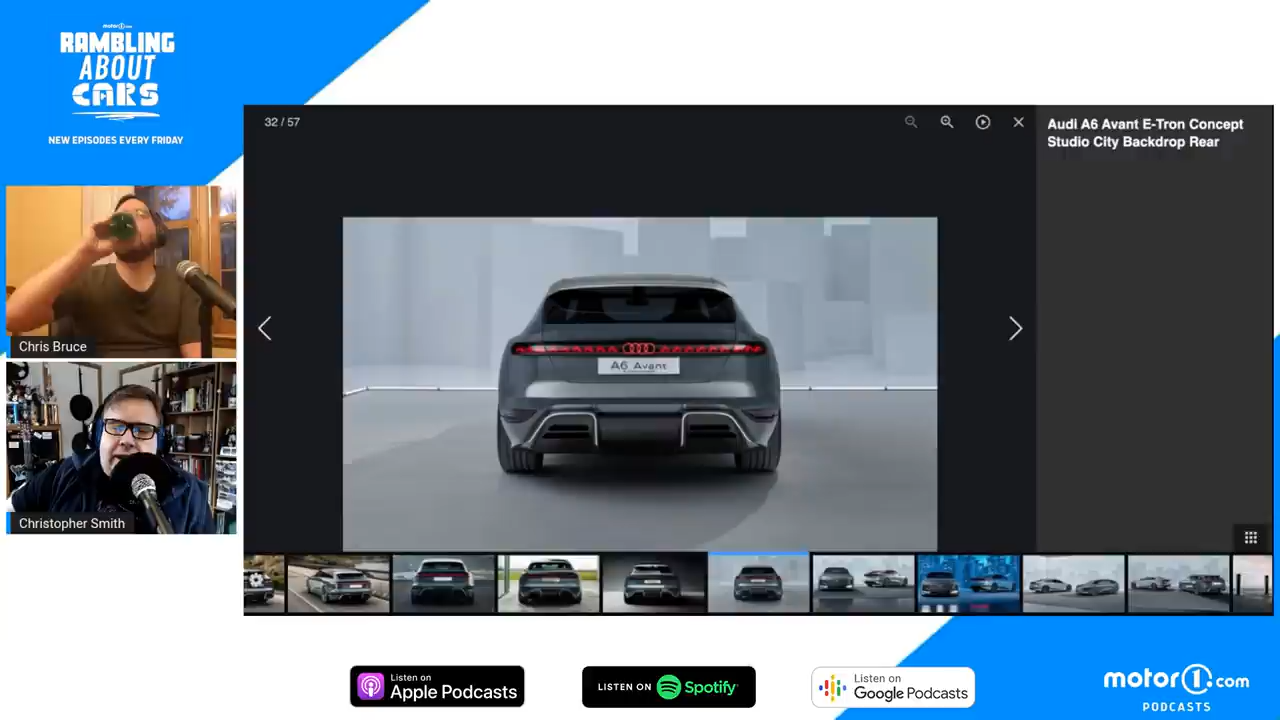 motor1.com
RAMBLING
ABOUT
CARS
NEW EPISODES EVERY FRIDAY
32 / 57
Audi A6 Avant E-Tron Concept
Studio City Backdrop Rear
A6 Avant
Chris Bruce
Christopher Smith
Listen on
Apple Podcasts
LISTEN ON Spotify
Listen on
Google Podcasts
motor1.com
PODCASTS